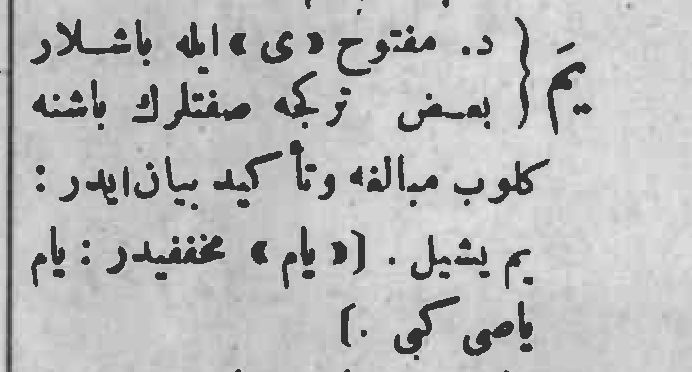 يَم { د. مفتوح «ى» ايله باشلار
بعض تركجه صفتلرك باشنه
كلوب مبالغه وتأكيد بيان ايدر :
يم يشيل . [« يام » مخففيدر : يام
ياصى كبى .]